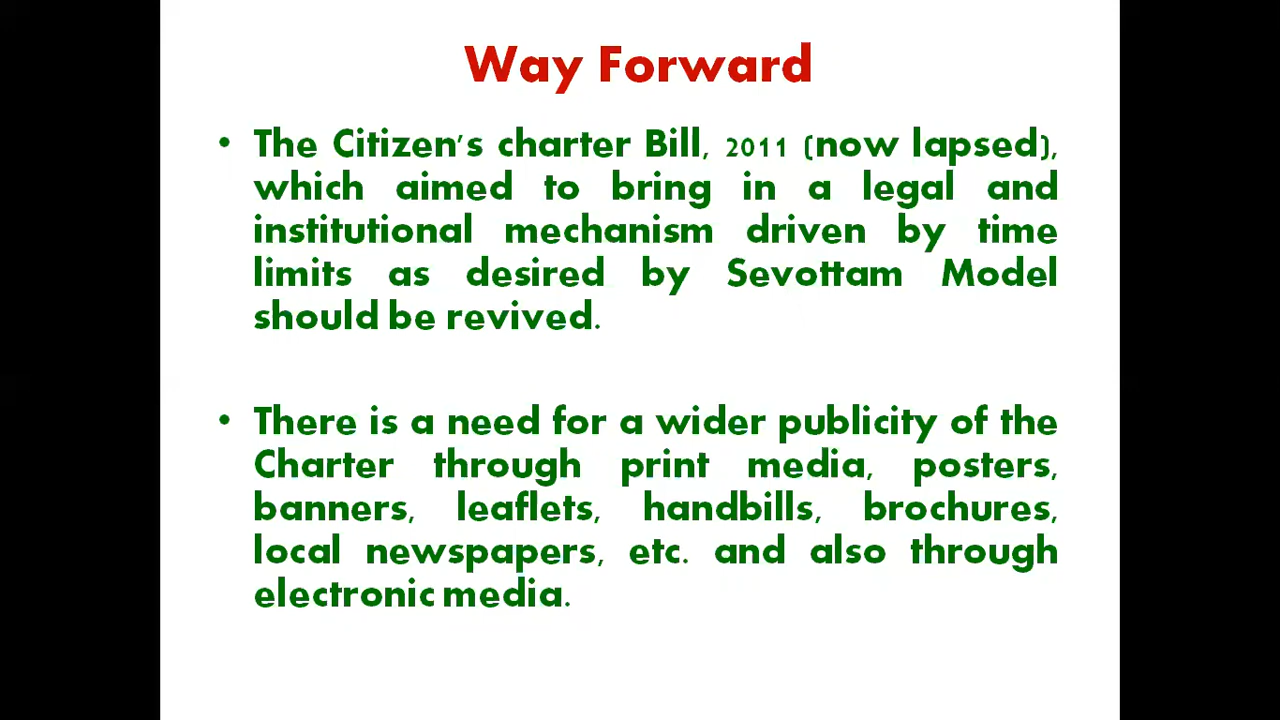 Way Forward
• The Citizen's charter Bill, 2011 (now lapsed),
which aimed to bring in a legal and
institutional mechanism driven by time
limits as desired by Sevottam Model
should be revived.
• There is a need for a wider publicity of the
Charter through print media, posters,
banners, leaflets, handbills, brochures,
local newspapers, etc. and also through
electronic media.